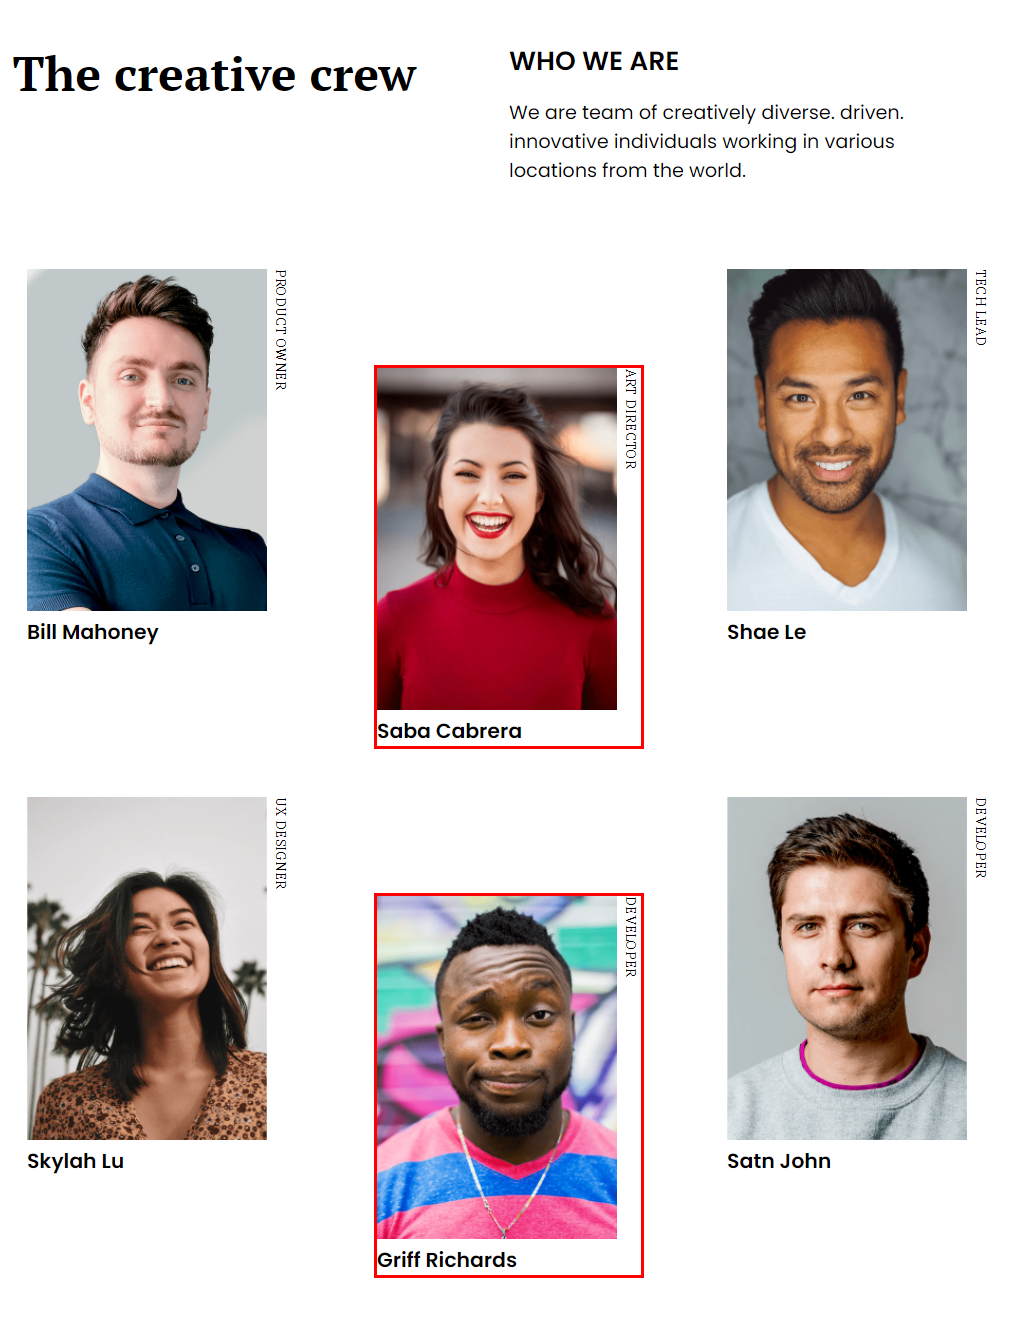 The creative crew
WHO WE ARE
We are team of creatively diverse. driven.
innovative individuals working in various
locations from the world.
PRODUCT OWNER
Bill Mahoney
ART DIRECTOR
Saba Cabrera
TECH LEAD
Shae Le
UX DESIGNER
Skylah Lu
DEVELOPER
Griff Richards
DEVELOPER
Satn John